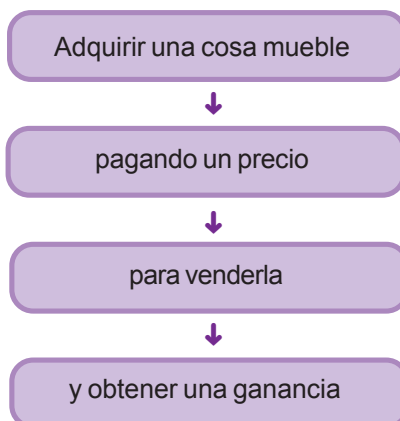 Adquirir una cosa mueble
pagando un precio
para venderla
y obtener una ganancia